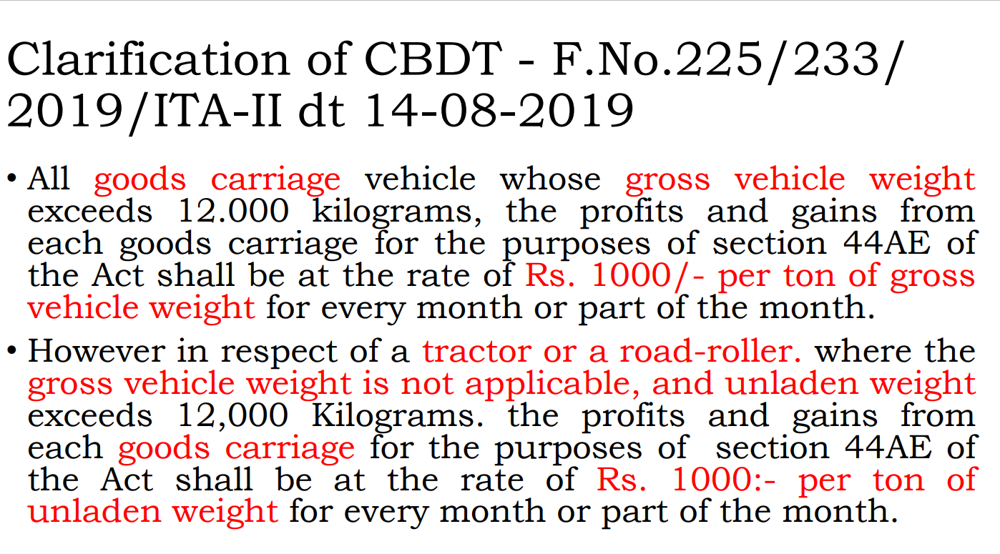 Clarification of CBDT - F.No.225/233/
2019/ITA-II dt 14-08-2019
• All goods carriage vehicle whose gross vehicle weight
exceeds 12.000 kilograms, the profits and gains from
each goods carriage for the purposes of section 44AE of
the Act shall be at the rate of Rs. 1000/- per ton of gross
vehicle weight for every month or part of the month.
• However in respect of a tractor or a road-roller. where the
gross vehicle weight is not applicable, and unladen weight
exceeds 12,000 Kilograms. the profits and gains from
each goods carriage for the purposes of section 44AE of
the Act shall be at the rate of Rs. 1000:- per ton of
unladen weight for every month or part of the month.